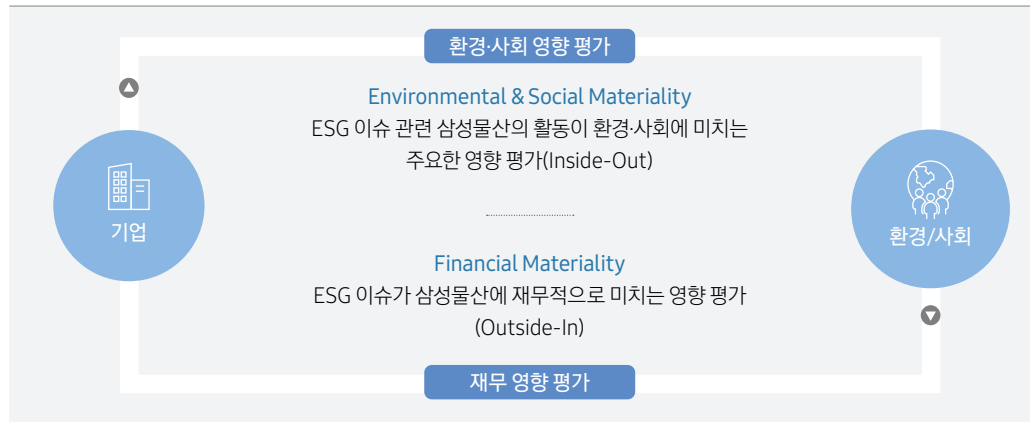 환경·사회 영향 평가
Environmental & Social Materiality
ESG 이슈 관련 삼성물산의 활동이 환경·사회에 미치는
주요한 영향 평가(Inside-Out)
기업
환경/사회
Financial Materiality
ESG 이슈가 삼성물산에 재무적으로 미치는 영향 평가
(Outside-In)
재무 영향 평가